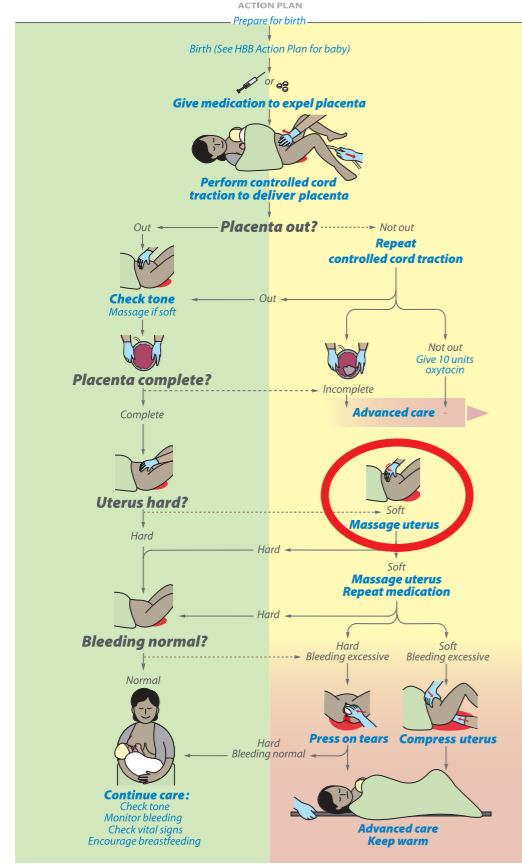 ACTION PLAN
Prepare for birth
Birth (See HBB Action Plan for baby)
or
Give medication to expel placenta
Perform controlled cord
traction to deliver placenta
Out
Placenta out?
Not out
Repeat
controlled cord traction
Out
Check tone
Massage if soft
Not out
Give 10 units
oxytocin
Placenta complete?
Incomplete
Complete
Advanced care
Uterus hard?
Soft
Massage uterus
Hard
Hard
Soft
Massage uterus
Repeat medication
Hard
Bleeding normal?
Hard
Bleeding excessive
Soft
Bleeding excessive
Normal
Press on tears
Compress uterus
Hard
Bleeding normal
Continue care:
Check tone
Monitor bleeding
Check vital signs
Encourage breastfeeding
Advanced care
Keep warm